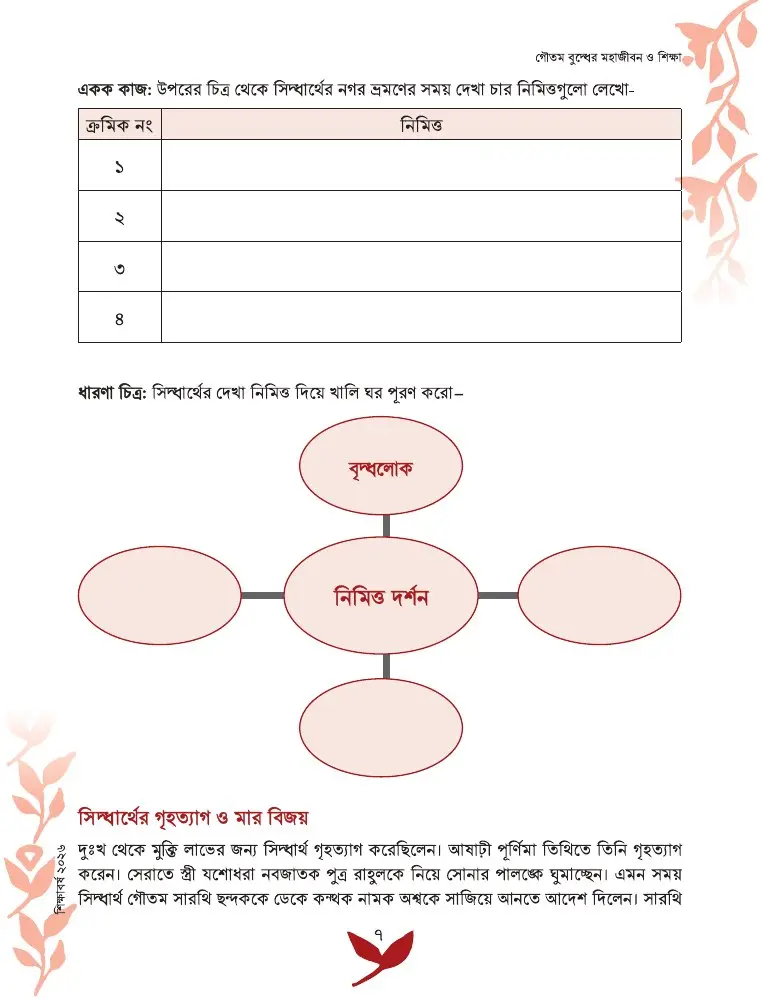 গৌতম বুদ্ধের মহাজীবন ও শিক্ষা
একক কাজ: উপরের চিত্র থেকে সিদ্ধার্থের নগর ভ্রমণের সময় দেখা চার নিমিত্তগুলো লেখো-
ক্রমিক নং নিমিত্ত
১
২
৩
৪
ধারণা চিত্র: সিদ্ধার্থের দেখা নিমিত্ত দিয়ে খালি ঘর পূরণ করো–
বৃদ্ধলোক
নিমিত্ত দর্শন
সিদ্ধার্থের গৃহত্যাগ ও মার বিজয়
দুঃখ থেকে মুক্তি লাভের জন্য সিদ্ধার্থ গৃহত্যাগ করেছিলেন। আষাঢ়ী পূর্ণিমা তিথিতে তিনি গৃহত্যাগ
করেন। সেরাতে স্ত্রী যশোধরা নবজাতক পুত্র রাহুলকে নিয়ে সোনার পালঙ্কে ঘুমাচ্ছেন। এমন সময়
সিদ্ধার্থ গৌতম সারথি ছন্দককে ডেকে কন্থক নামক অশ্বকে সাজিয়ে আনতে আদেশ দিলেন। সারথি
শিক্ষাবর্ষ ২০২৬
৭